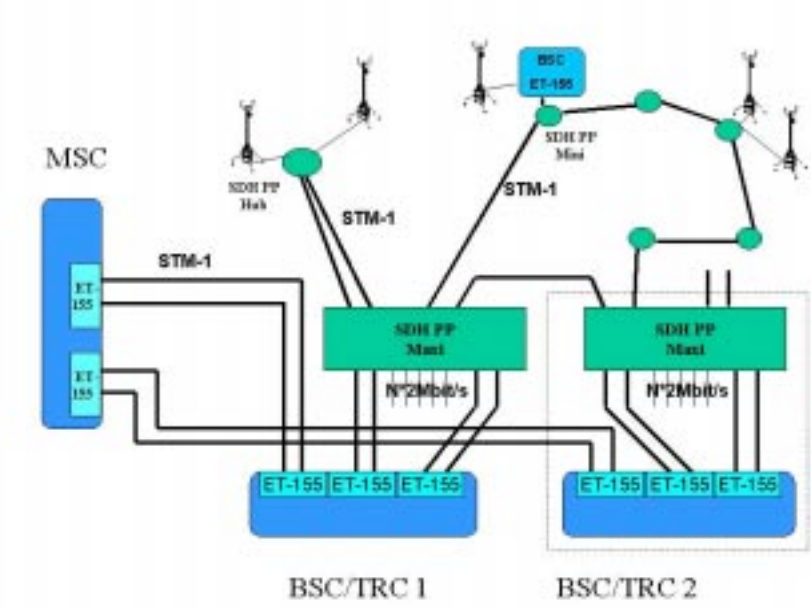 BSC
ET-155
MSC
SDH PP
Mini
SDH PP
Hub
STM-1
STM-1
STM-1
ET-
155
SDH PP
Maxi
SDH PP
Maxi
ET-
155
N*2Mbit/s
N*2Mbit/s
ET-155 ET-155 ET-155
ET-155 ET-155 ET-155
BSC/TRC 1
BSC/TRC 2